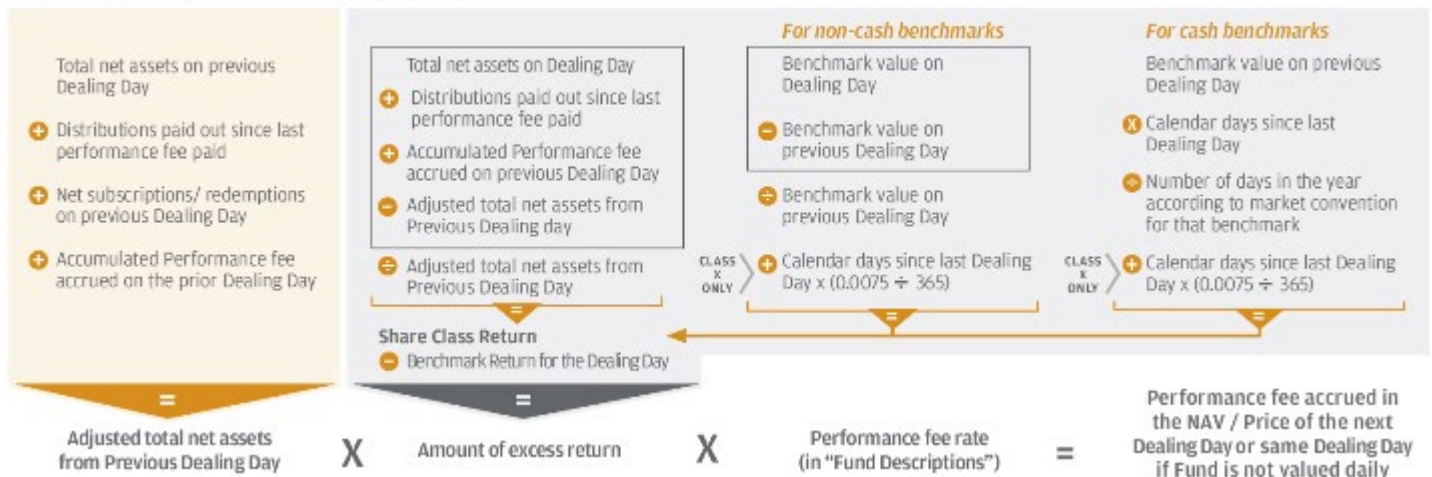 Total net assets on previous
Dealing Day
+ Distributions paid out since last
performance fee paid
+ Net subscriptions/ redemptions
on previous Dealing Day
+ Accumulated Performance fee
accrued on the prior Dealing Day
=
Adjusted total net assets
from Previous Dealing Day
X
Total net assets on Dealing Day
+ Distributions paid out since last
performance fee paid
+ Accumulated Performance fee
accrued on previous Dealing Day
− Adjusted total net assets from
Previous Dealing day
÷ Adjusted total net assets from
Previous Dealing Day
=
Share Class Return
− Benchmark Return for the Dealing Day
=
Amount of excess return
X
For non-cash benchmarks
Benchmark value on
Dealing Day
− Benchmark value on
previous Dealing Day
÷ Benchmark value on
previous Dealing Day
CLASS
X
ONLY
+ Calendar days since last Dealing
Day x (0.0075 ÷ 365)
=
For cash benchmarks
Benchmark value on previous
Dealing Day
X Calendar days since last
Dealing Day
÷ Number of days in the year
according to market convention
for that benchmark
CLASS
X
ONLY
+ Calendar days since last Dealing
Day x (0.0075 ÷ 365)
=
Performance fee rate
(in “Fund Descriptions”)
=
Performance fee accrued in
the NAV / Price of the next
Dealing Day or same Dealing Day
if Fund is not valued daily